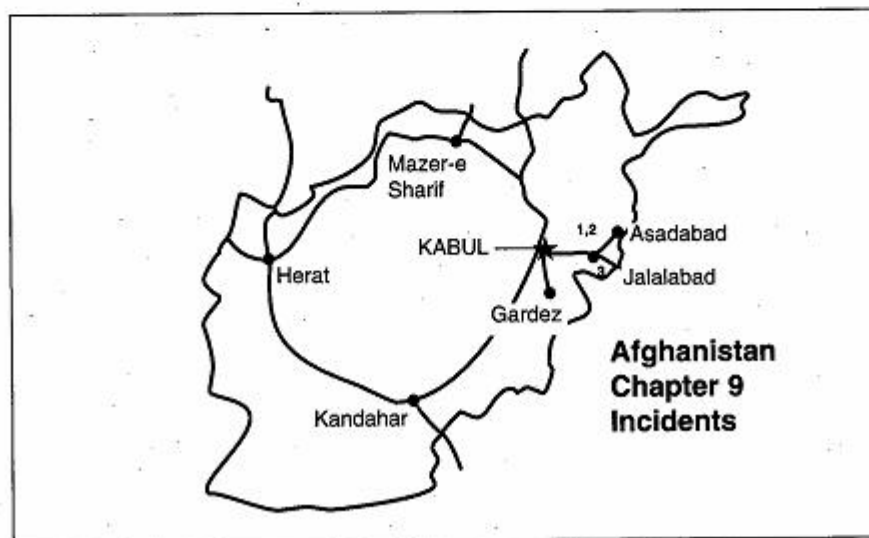 Mazer-e
Sharif
1,2
Asadabad
KABUL
Herat
3
Jalalabad
Gardez
Afghanistan
Chapter 9
Incidents
Kandahar